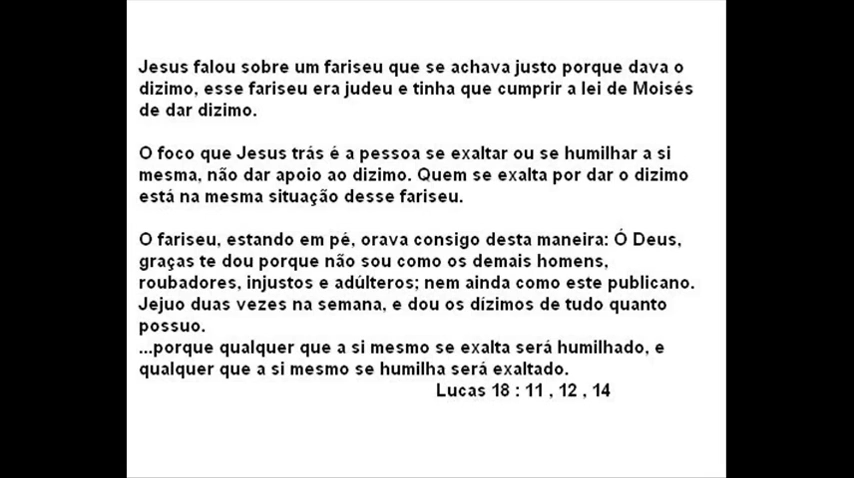 Jesus falou sobre um fariseu que se achava justo porque dava o
dizimo, esse fariseu era judeu e tinha que cumprir a lei de Moisés
de dar dizimo.
O foco que Jesus trás é a pessoa se exaltar ou se humilhar a si
mesma, não dar apoio ao dizimo. Quem se exalta por dar o dizimo
está na mesma situação desse fariseu.
O fariseu, estando em pé, orava consigo desta maneira: Ó Deus,
graças te dou porque não sou como os demais homens,
roubadores, injustos e adúlteros; nem ainda como este publicano.
Jejuo duas vezes na semana, e dou os dízimos de tudo quanto
possuo.
...porque qualquer que a si mesmo se exalta será humilhado, e
qualquer que a si mesmo se humilha será exaltado.
Lucas 18 : 11 , 12 , 14